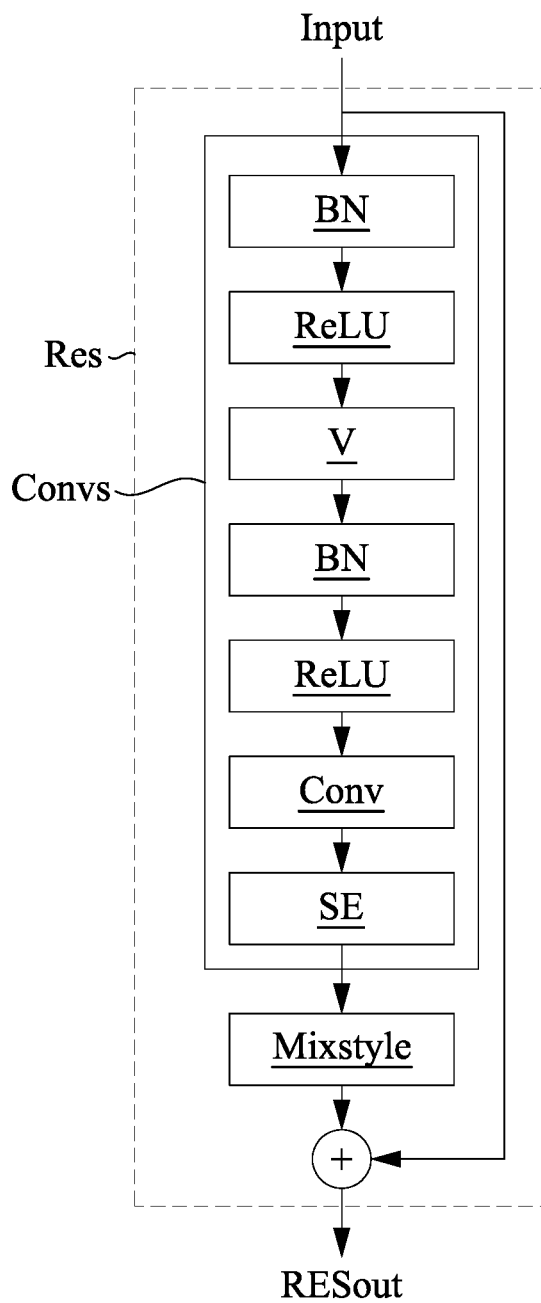 Input
BN
ReLU
Res
V
Convs
BN
ReLU
Conv
SE
Mixstyle
+
RESout